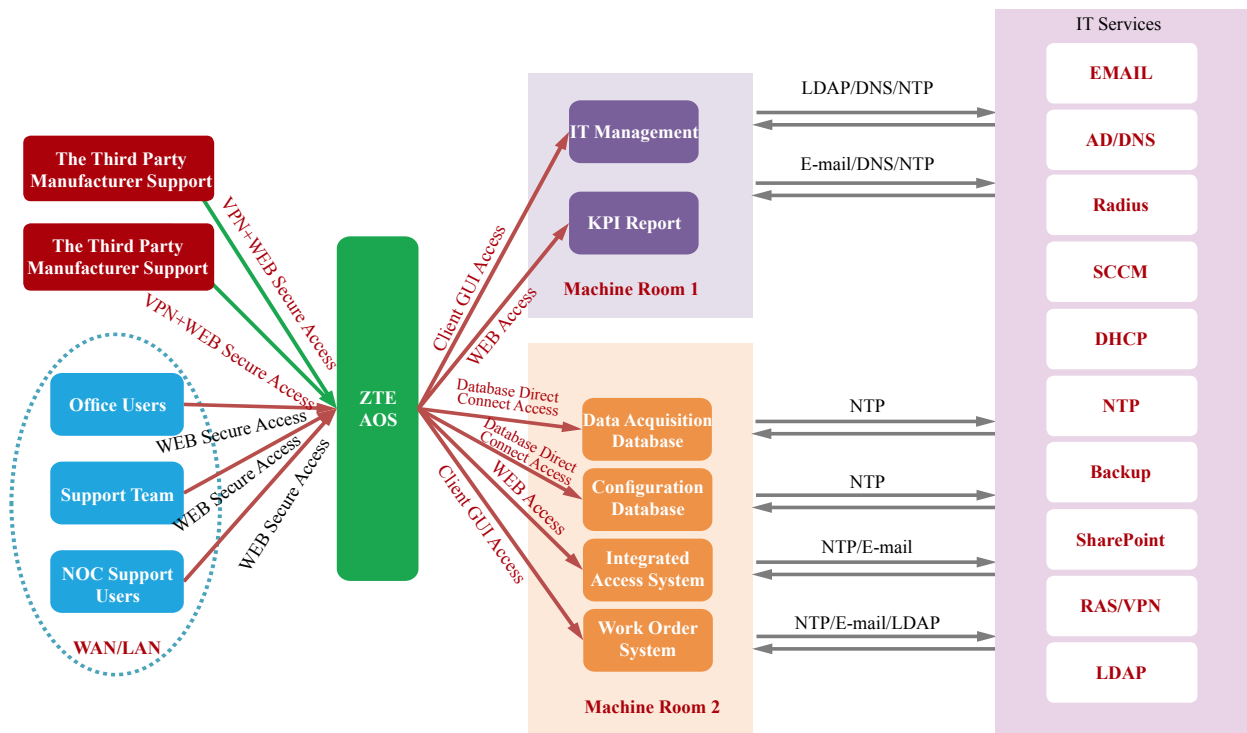 The Third Party
Manufacturer Support
The Third Party
Manufacturer Support
VPN+WEB Secure Access
VPN+WEB Secure Access
Office Users
Support Team
NOC Support
Users
WAN/LAN
WEB Secure Access
WEB Secure Access
WEB Secure Access
ZTE
AOS
Client GUI Access
WEB Access
Database Direct
Connect Access
Database Direct
Connect Access
WEB Access
Client GUI Access
IT Management
KPI Report
Machine Room 1
Data Acquisition
Database
Configuration
Database
Integrated
Access System
Work Order
System
Machine Room 2
LDAP/DNS/NTP
E-mail/DNS/NTP
NTP
NTP
NTP/E-mail
NTP/E-mail/LDAP
IT Services
EMAIL
AD/DNS
Radius
SCCM
DHCP
NTP
Backup
SharePoint
RAS/VPN
LDAP